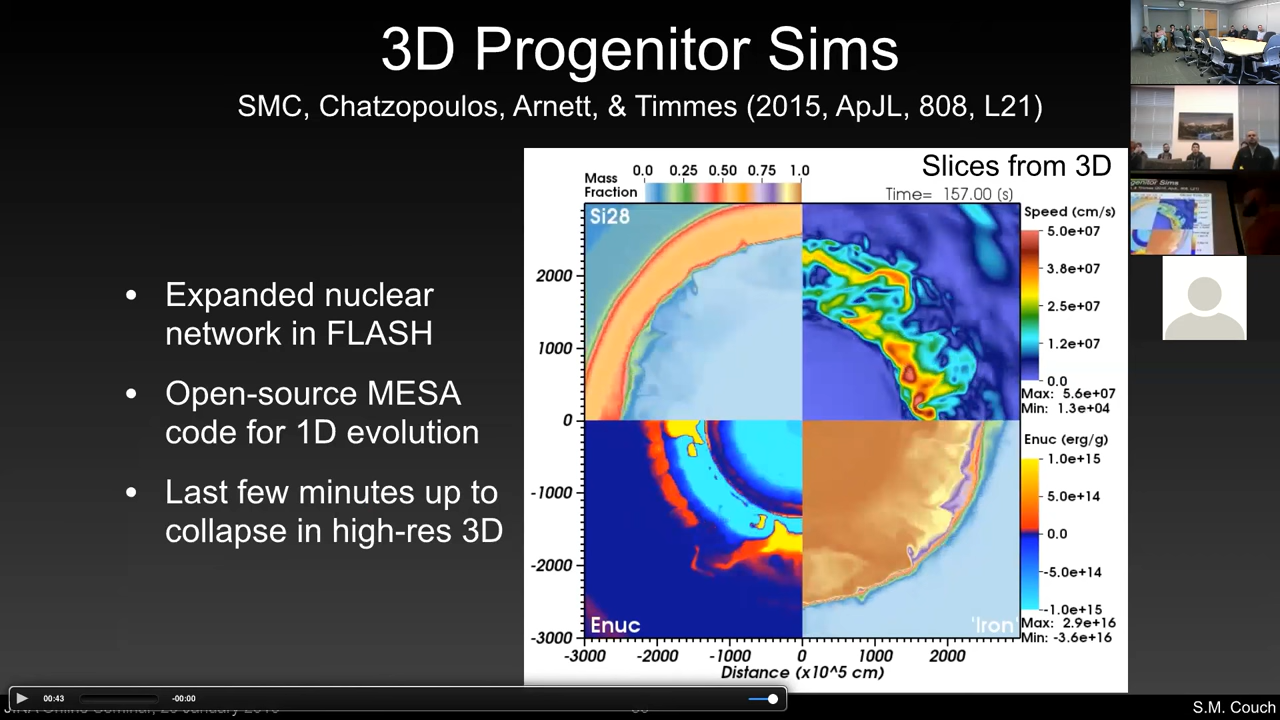 3D Progenitor Sims
SMC, Chatzopoulos, Arnett, & Timmes (2015, ApJL, 808, L21)
• Expanded nuclear
network in FLASH
• Open-source MESA
code for 1D evolution
• Last few minutes up to
collapse in high-res 3D
Slices from 3D
Mass
Fraction
0.0 0.25 0.50 0.75 1.0
Time= 157.00 (s)
Si28
Speed (cm/s)
5.0e+07
3.8e+07
2.5e+07
1.2e+07
0.0
Max: 5.6e+07
Min: 1.3e+04
Enuc (erg/g)
1.0e+15
5.0e+14
0.0
-5.0e+14
-1.0e+15
Max: 2.9e+16
Min: -3.6e+16
2000
1000
0
-1000
-2000
-3000
Enuc
'Iron'
-3000 -2000 -1000 0 1000 2000
Distance (x10^5 cm)
00:43 -00:00
S.M. Couch